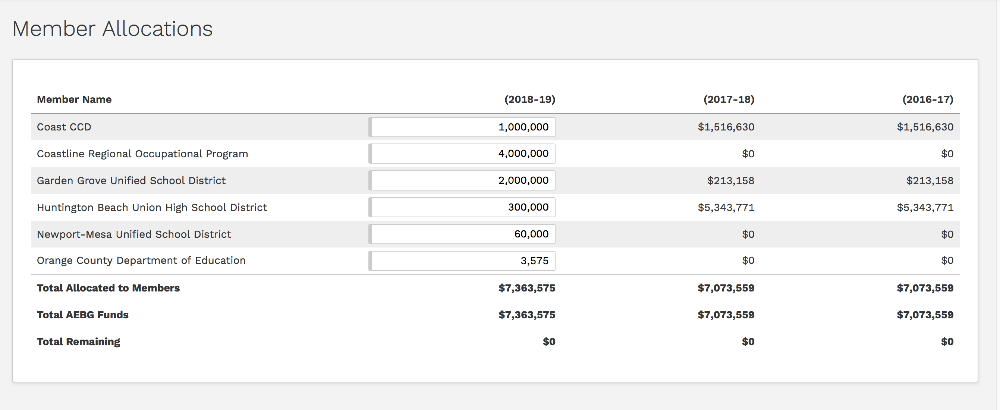 Member Allocations
Member Name (2018-19) (2017-18) (2016-17)
Coast CCD 1,000,000 $1,516,630 $1,516,630
Coastline Regional Occupational Program 4,000,000 $0 $0
Garden Grove Unified School District 2,000,000 $213,158 $213,158
Huntington Beach Union High School District 300,000 $5,343,771 $5,343,771
Newport-Mesa Unified School District 60,000 $0 $0
Orange County Department of Education 3,575 $0 $0
Total Allocated to Members $7,363,575 $7,073,559 $7,073,559
Total AEBG Funds $7,363,575 $7,073,559 $7,073,559
Total Remaining $0 $0 $0